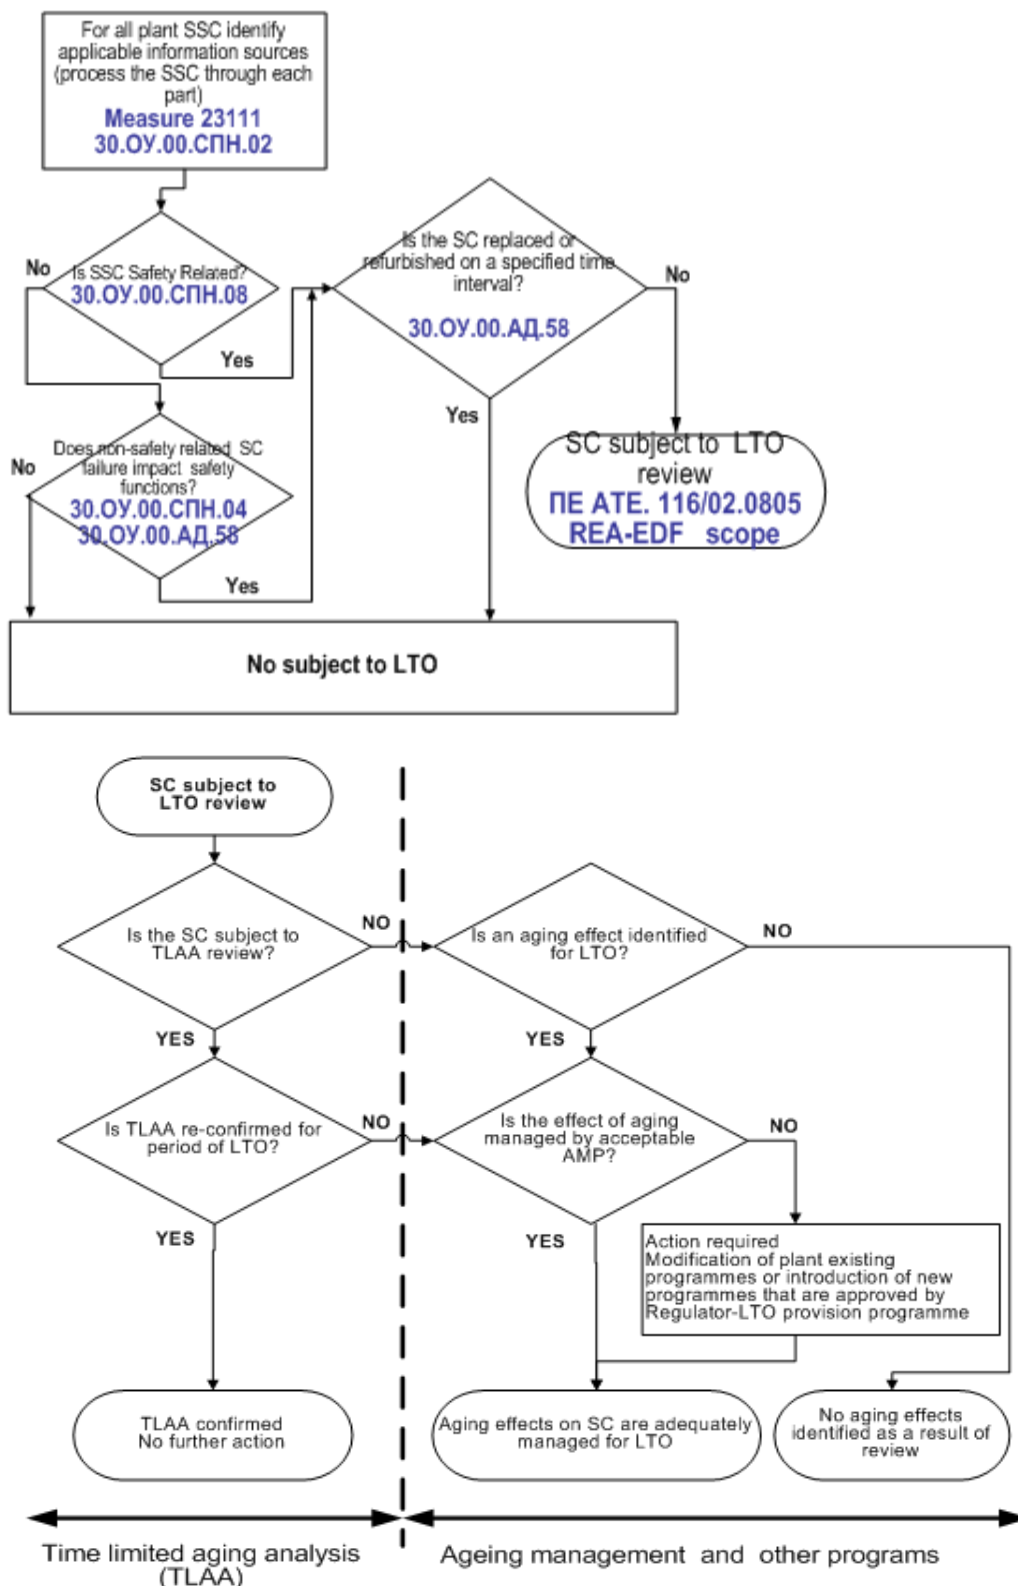 For all plant SSC identify
applicable information sources
(process the SSC through each
part)
Measure 23111
30.ОУ.00.СПН.02
No
Is SSC Safety Related?
30.ОУ.00.СПН.08
Yes
Is the SC replaced or
refurbished on a specified time
interval?
30.ОУ.00.АД.58
No
Yes
Does non-safety related SC
failure impact safety
functions?
30.ОУ.00.СПН.04
30.ОУ.00.АД.58
No
Yes
SC subject to LTO
review
ПЕ АТЕ. 116/02.0805
REA-EDF scope
No subject to LTO
SC subject to
LTO review
Is the SC subject to
TLAA review?
NO
YES
Is an aging effect identified
for LTO?
NO
YES
Is TLAA re-confirmed for
period of LTO?
NO
YES
Is the effect of aging
managed by acceptable
AMP?
NO
YES
Action required
Modification of plant existing
programmes or introduction of new
programmes that are approved by
Regulator-LTO provision programme
TLAA confirmed
No further action
Aging effects on SC are adequately
managed for LTO
No aging effects
identified as a result of
review
Time limited aging analysis
(TLAA)
Ageing management and other programs